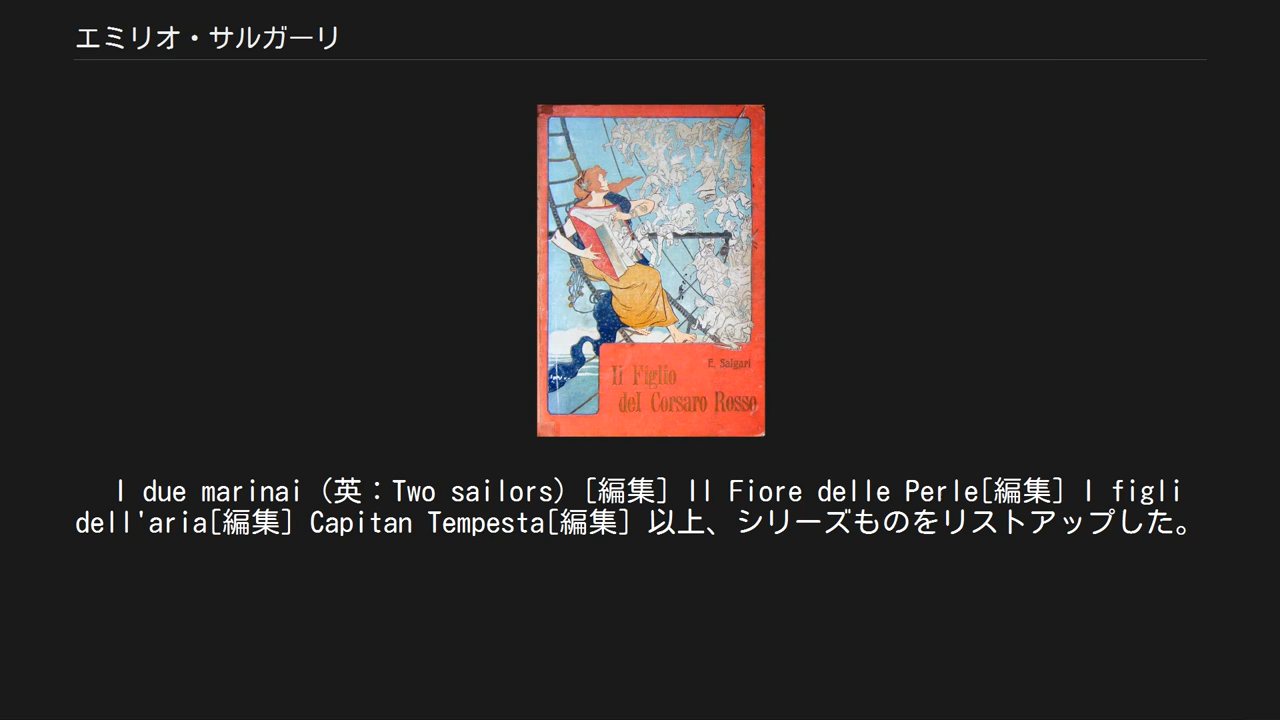 エミリオ・サルガーリ
E. Salgari
Il Figlio
del Corsaro Rosso
I due marinai (英：Two sailors) [編集] Il Fiore delle Perle[編集] I figli
dell'aria[編集] Capitan Tempesta[編集] 以上、シリーズものをリストアップした。